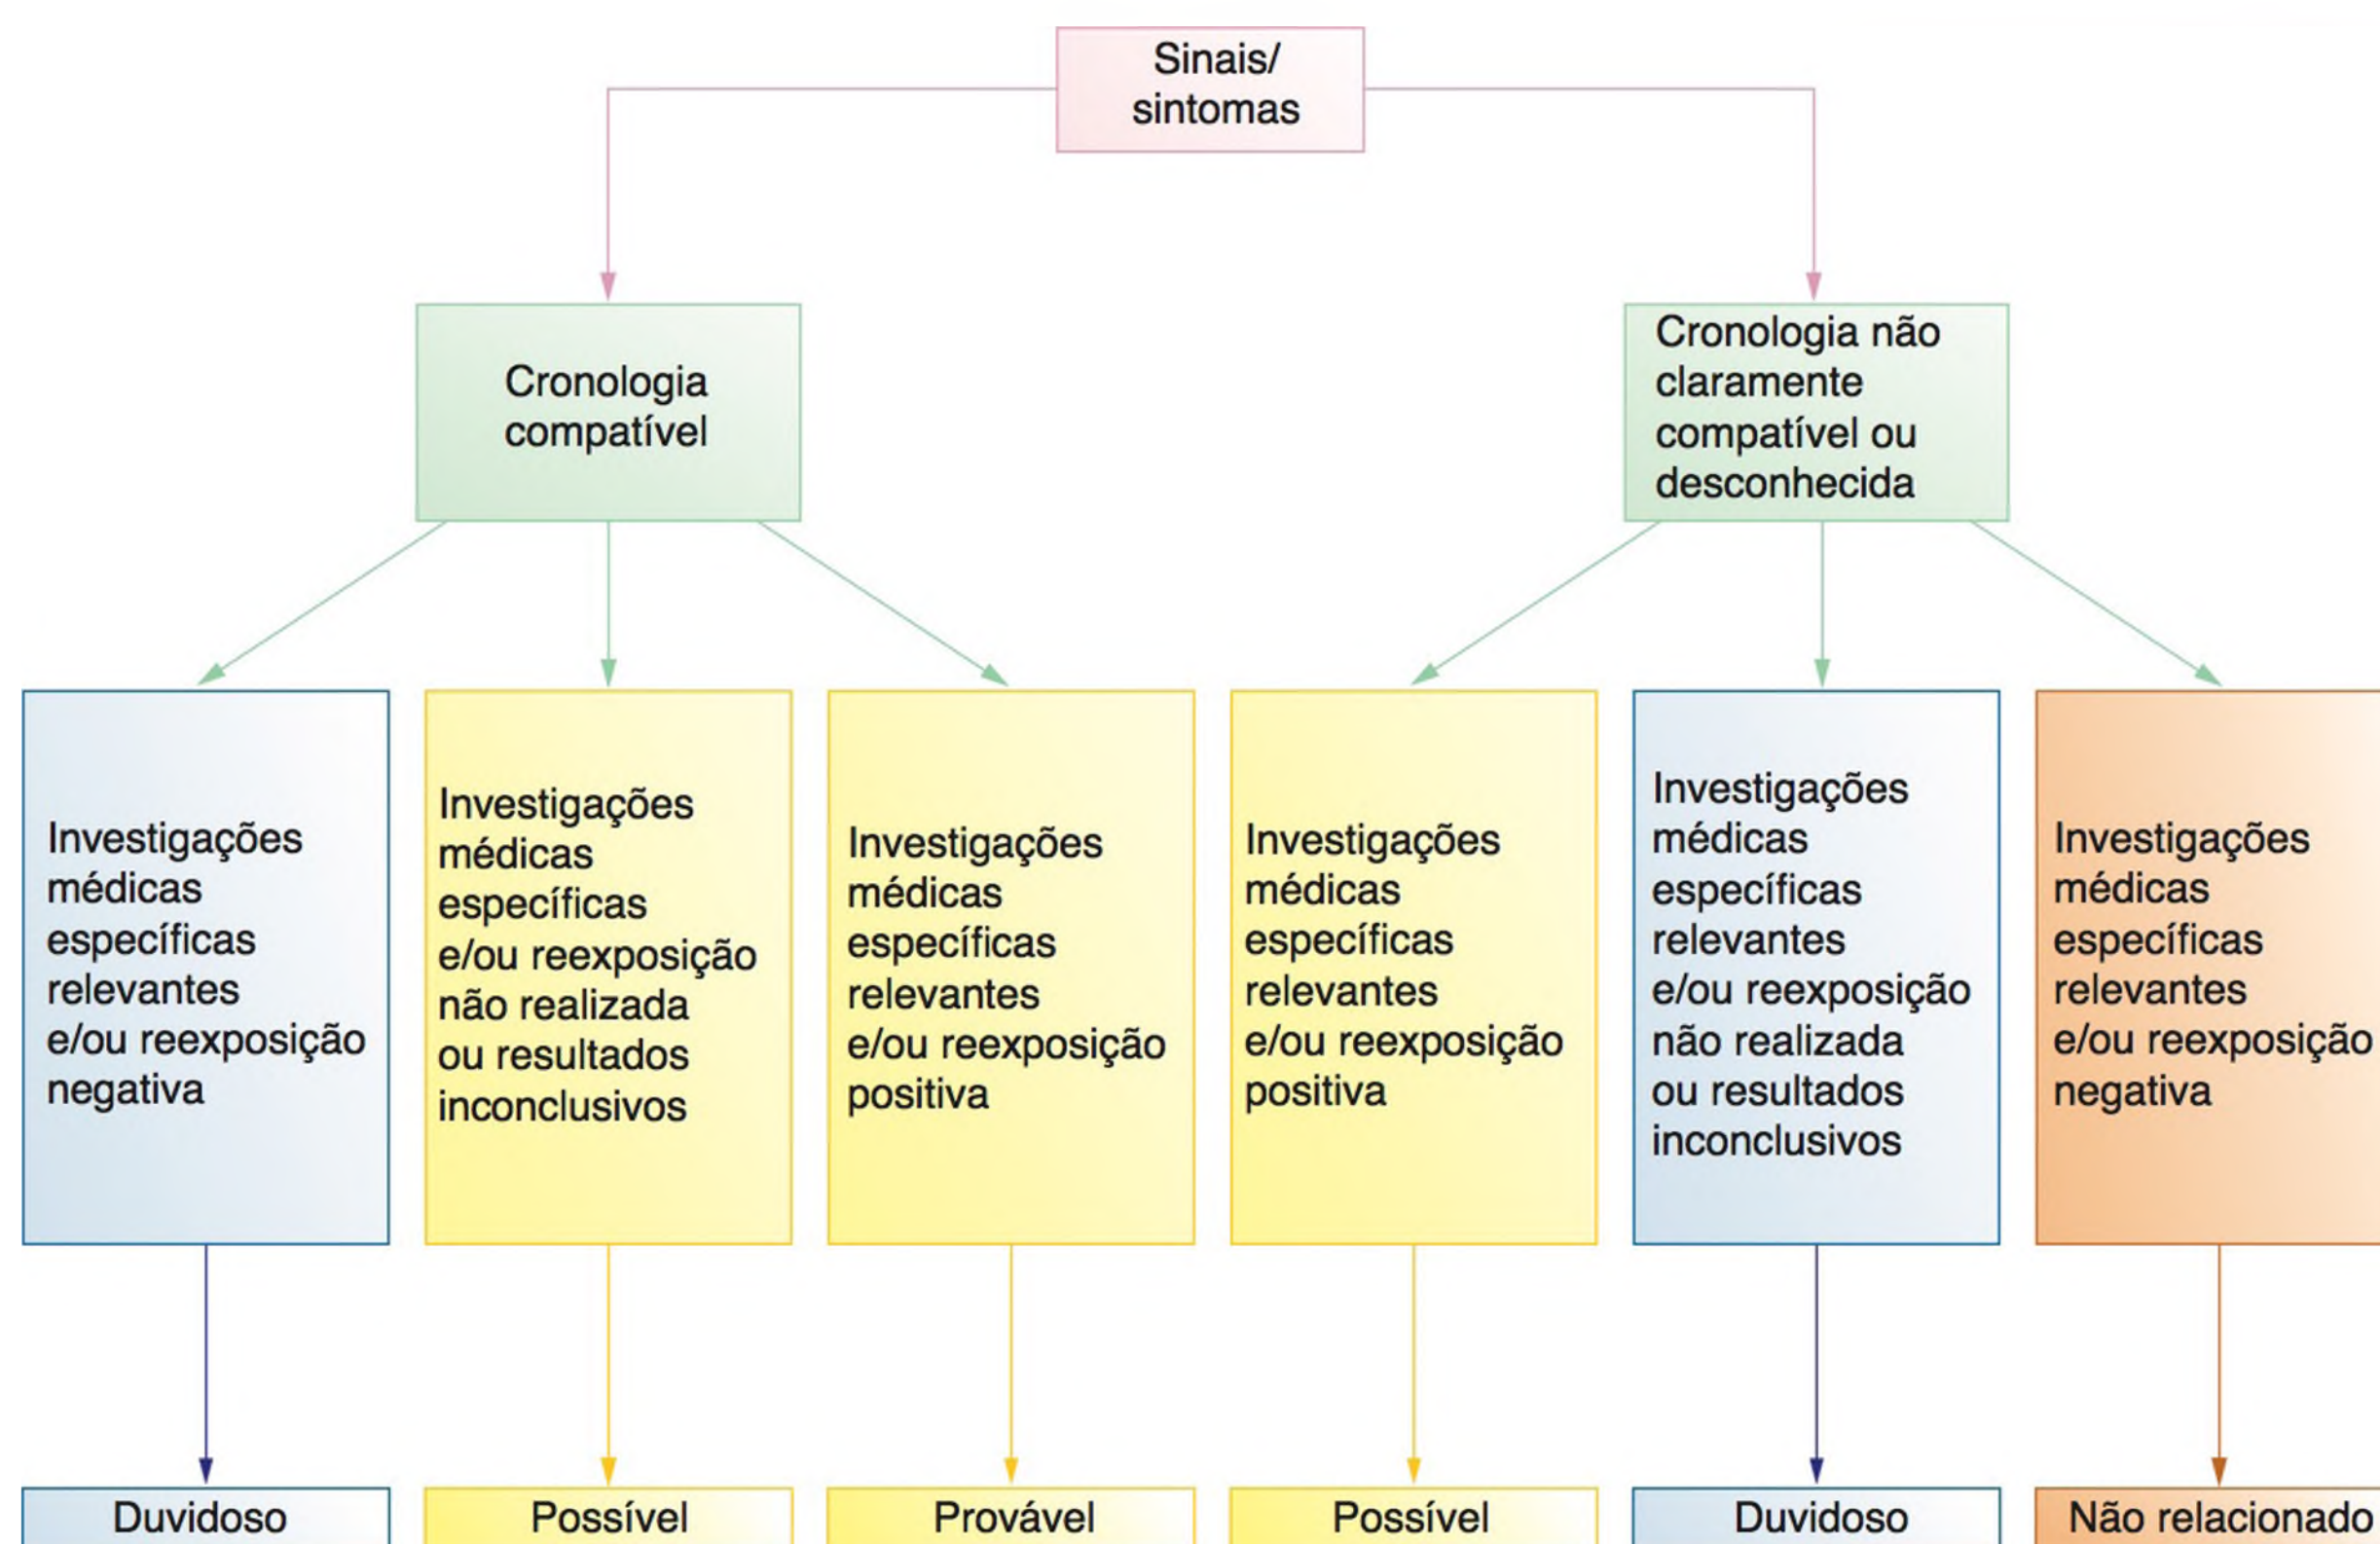 Sinais/
sintomas
Cronologia
compatível
Cronologia não
claramente
compatível ou
desconhecida
Investigações
médicas
específicas
relevantes
e/ou reexposição
negativa
Investigações
médicas
específicas
e/ou reexposição
não realizada
ou resultados
inconclusivos
Investigações
médicas
específicas
relevantes
e/ou reexposição
positiva
Investigações
médicas
específicas
relevantes
e/ou reexposição
positiva
Investigações
médicas
específicas
relevantes
e/ou reexposição
não realizada
ou resultados
inconclusivos
Investigações
médicas
específicas
relevantes
e/ou reexposição
negativa
Duvidoso
Possível
Provável
Possível
Duvidoso
Não relacionado